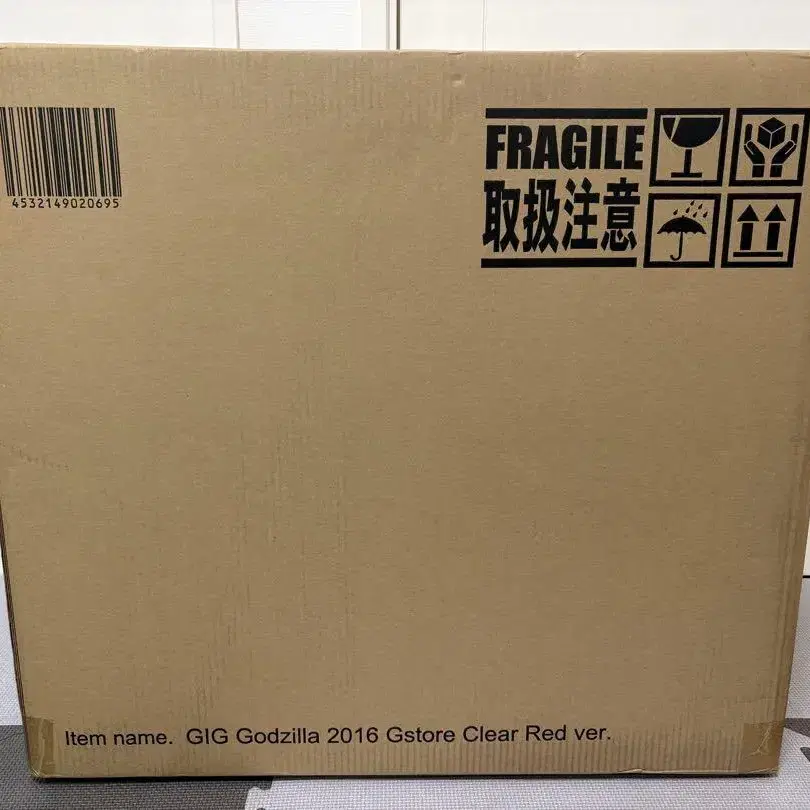 4532149020695
FRAGILE
取扱注意
Item name. GIG Godzilla 2016 Gstore Clear Red ver.